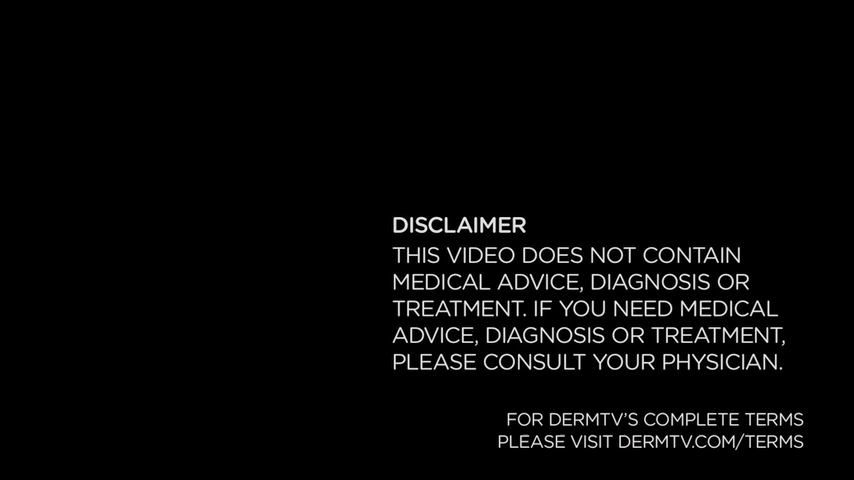 DISCLAIMER
THIS VIDEO DOES NOT CONTAIN
MEDICAL ADVICE, DIAGNOSIS OR
TREATMENT. IF YOU NEED MEDICAL
ADVICE, DIAGNOSIS OR TREATMENT,
PLEASE CONSULT YOUR PHYSICIAN.
FOR DERMTV'S COMPLETE TERMS
PLEASE VISIT DERMTV.COM/TERMS